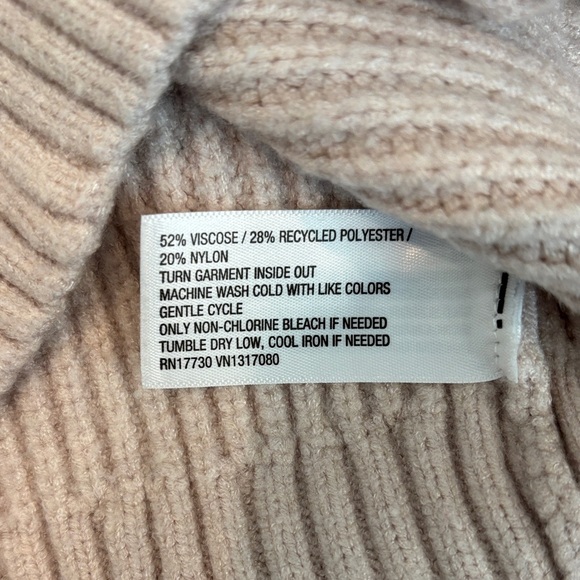 52% VISCOSE / 28% RECYCLED POLYESTER /
20% NYLON
TURN GARMENT INSIDE OUT
MACHINE WASH COLD WITH LIKE COLORS
GENTLE CYCLE
ONLY NON-CHLORINE BLEACH IF NEEDED
TUMBLE DRY LOW, COOL IRON IF NEEDED
RN17730 VN1317080